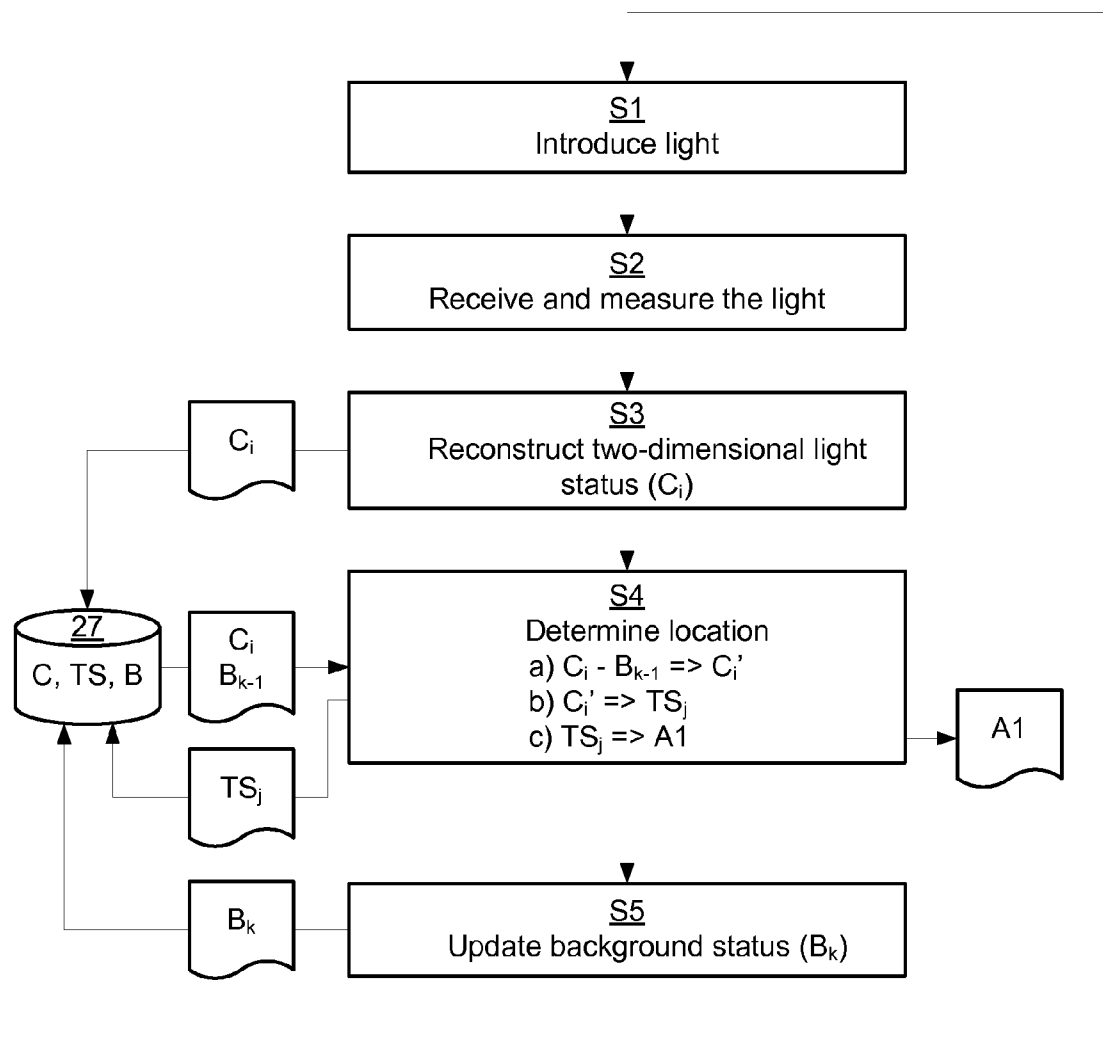 S1
Introduce light
S2
Receive and measure the light
S3
Reconstruct two-dimensional light
status (Cᵢ)
Cᵢ
27
C, TS, B
Cᵢ
Bₖ₋₁
S4
Determine location
a) Cᵢ - Bₖ₋₁ => Cᵢ’
b) Cᵢ’ => TSⱼ
c) TSⱼ => A1
A1
TSⱼ
Bₖ
S5
Update background status (Bₖ)